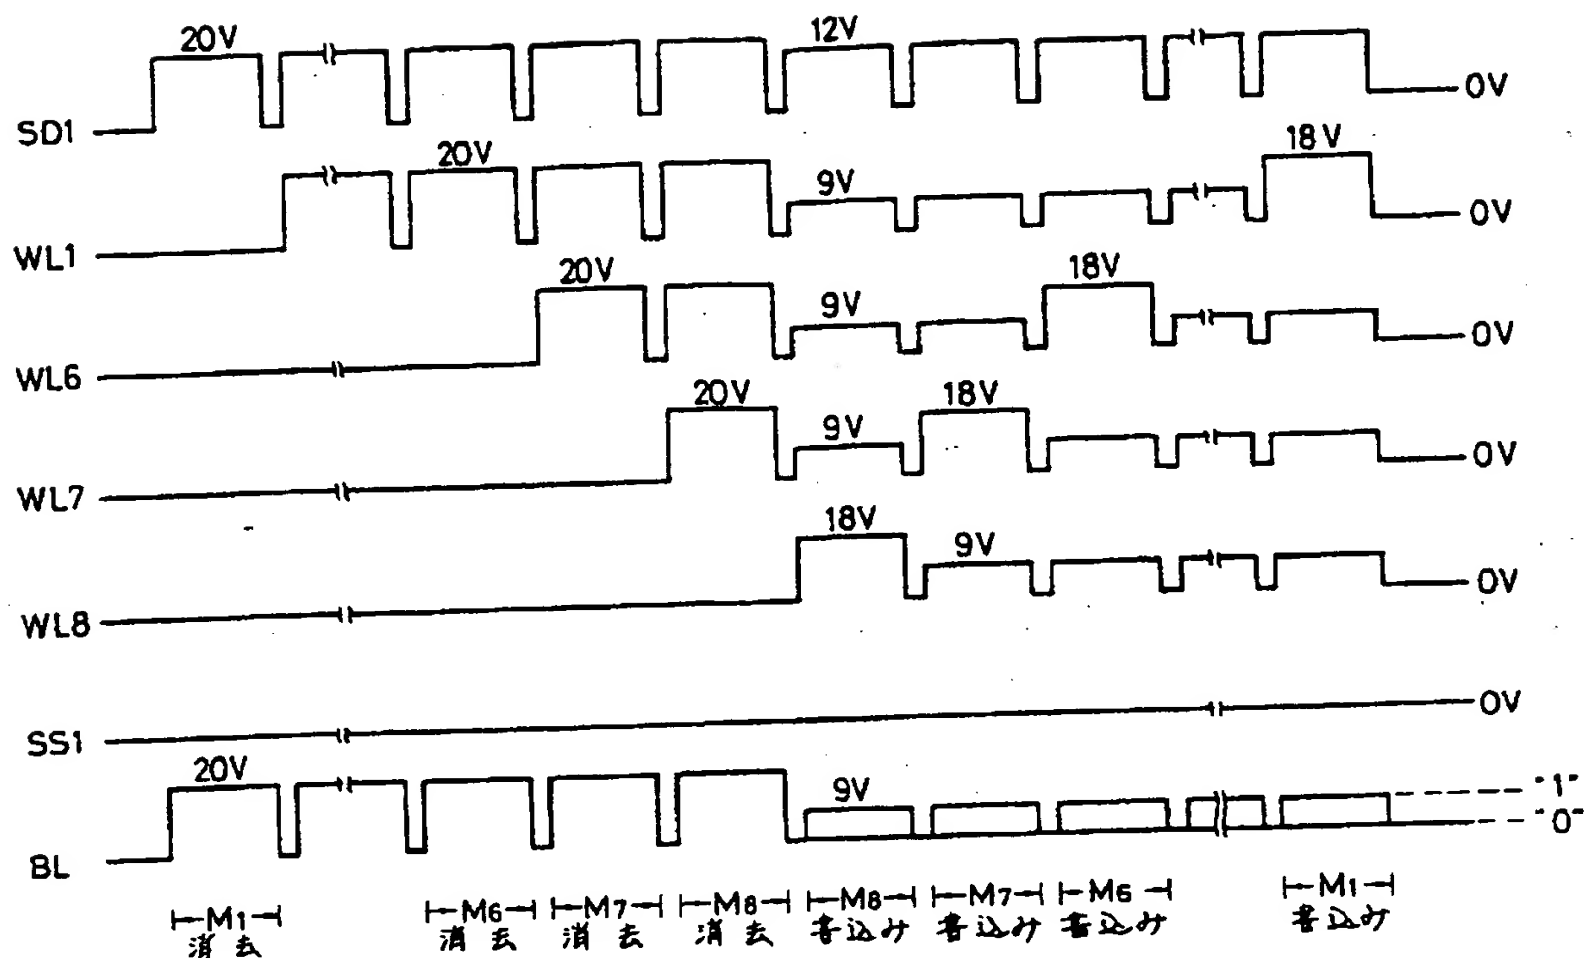 20V 12V
SD1 0V
20V 18V
9V
WL1 0V
20V 18V
9V
WL6 0V
20V 18V
9V
WL7 0V
18V
9V
WL8 0V
SS1 0V
20V 9V "1"
"0"
BL
M1 M6 M7 M8 M8 M7 M6 M1
消去 消去 消去 消去 書込み 書込み 書込み 書込み